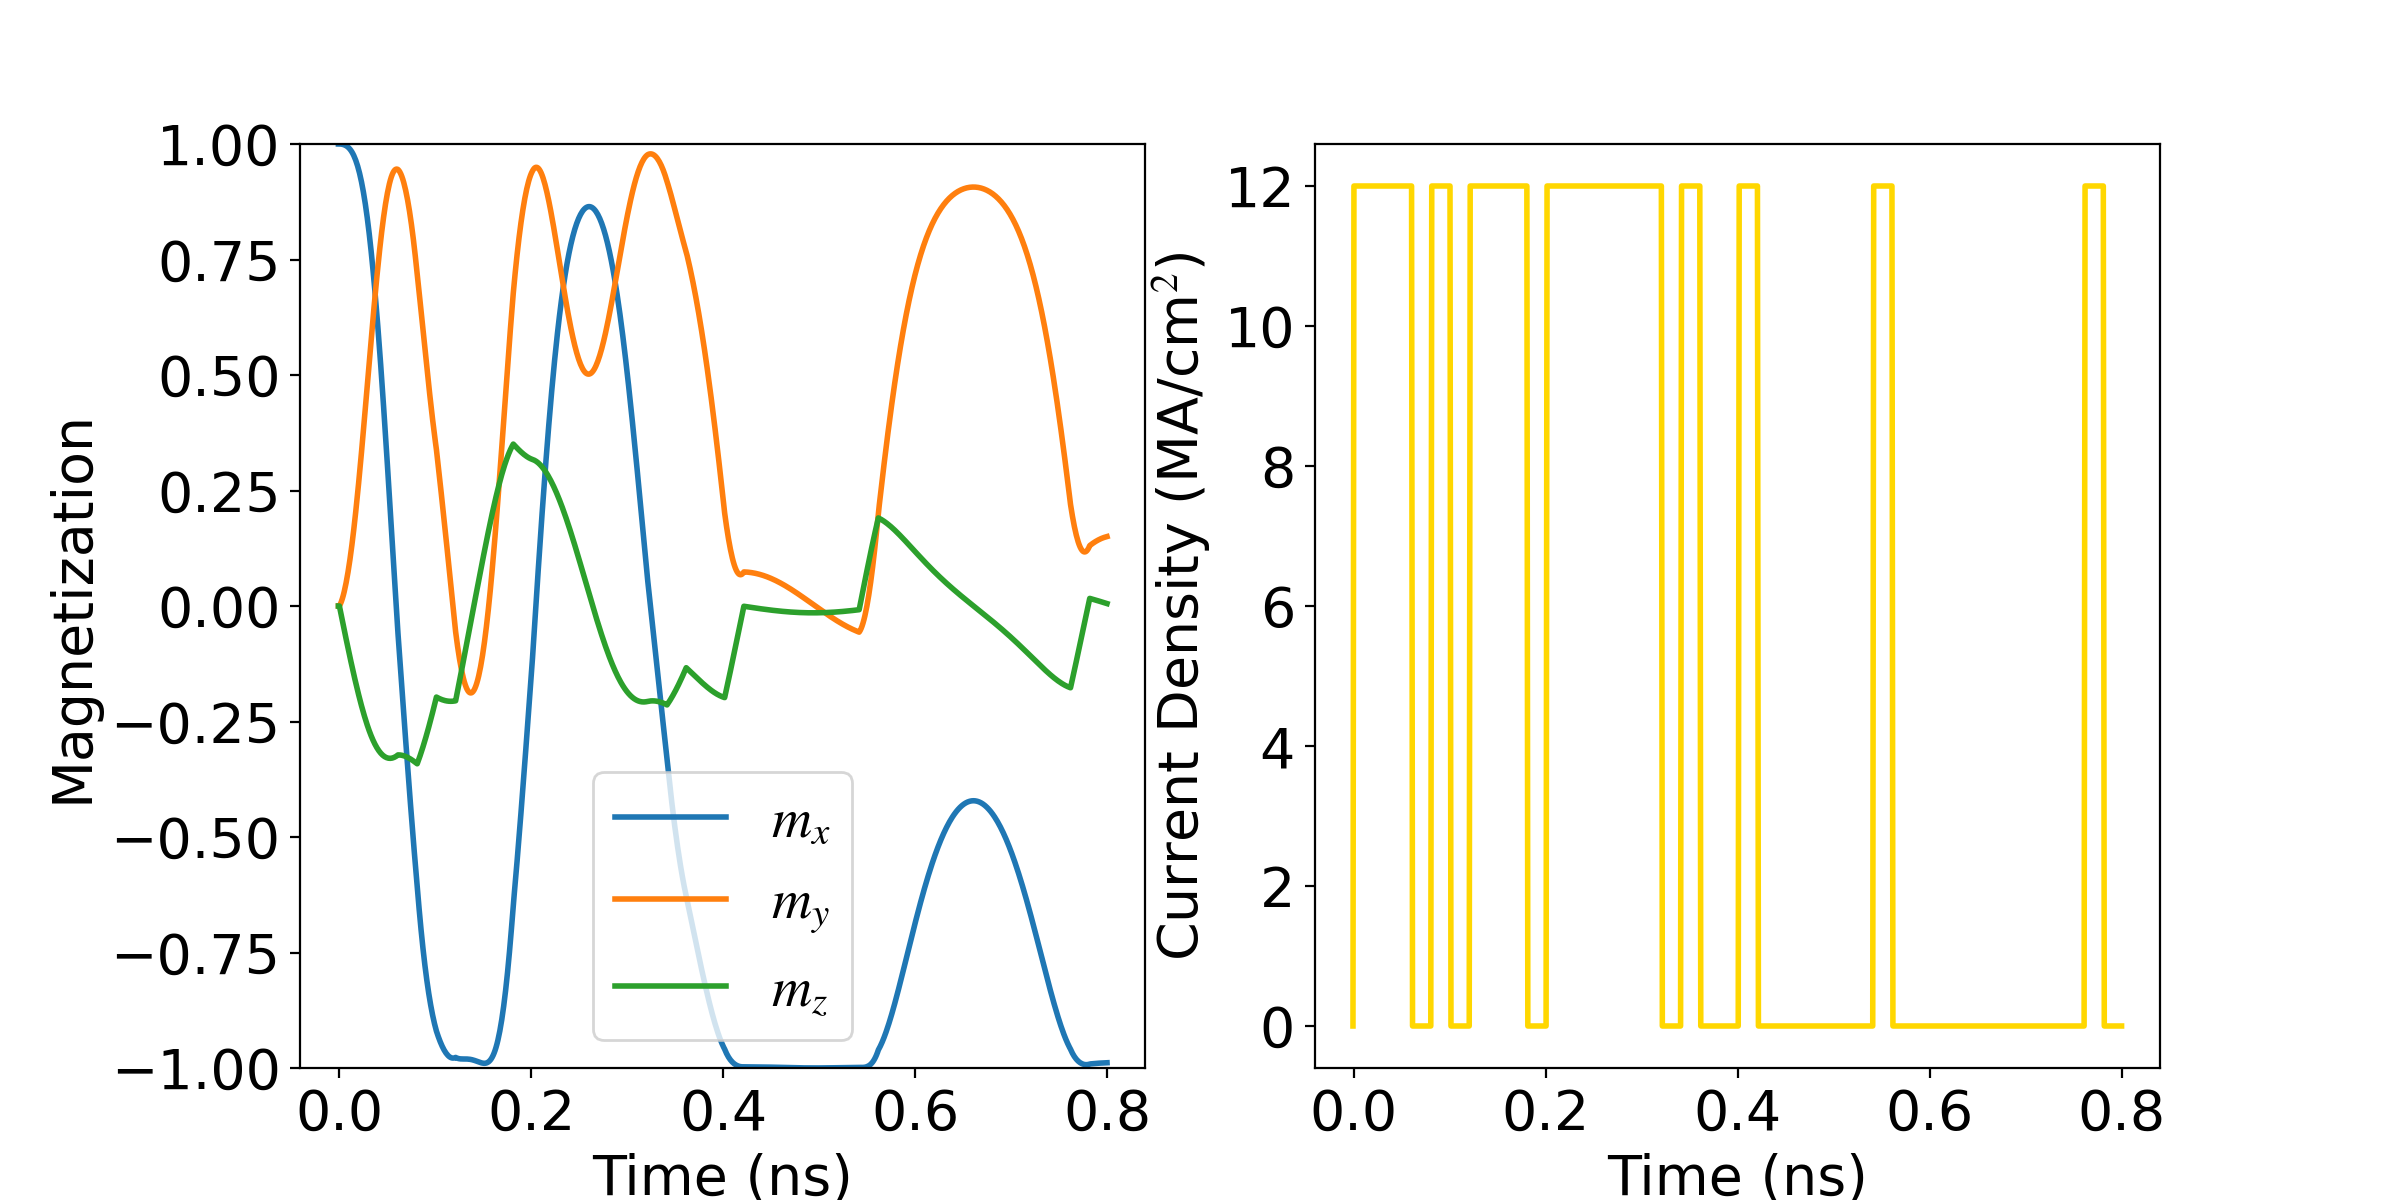 Magnetization
1.00
0.75
0.50
0.25
0.00
−0.25
−0.50
−0.75
−1.00
0.0 0.2 0.4 0.6 0.8
Time (ns)
m_x
m_y
m_z
Current Density (MA/cm²)
12
10
8
6
4
2
0
0.0 0.2 0.4 0.6 0.8
Time (ns)